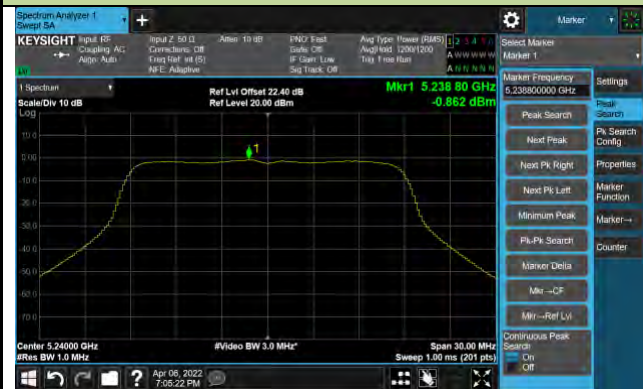 Spectrum Analyzer 1
Swept SA
+
Marker
KEYSIGHT
Input: RF
Coupling: AC
Align: Auto
Input Z: 50 Ω
Corrections: Off
Freq Ref: Int (S)
NFE: Adaptive
Atten: 10 dB
PNO: Fast
Gate: Off
IF Gain: Low
Sig Track: Off
Avg Type: Power (RMS)
Avg|Hold: 1200/1200
Trig: Free Run
1 2 3 4 5 6
A W W W W W
A N N N N N
Select Marker
Marker 1
1 Spectrum
Scale/Div 10 dB
Log
Ref Lvl Offset 22.40 dB
Ref Level 20.00 dBm
Mkr1 5.238 80 GHz
-0.862 dBm
Marker Frequency
5.238800000 GHz
Settings
Peak Search
Peak
Search
Next Peak
Pk Search
Config
Next Pk Right
Properties
Next Pk Left
Marker
Function
Minimum Peak
Marker→
Pk-Pk Search
Counter
Marker Delta
Mkr→CF
Mkr→Ref Lvl
Continuous Peak
Search
On
Off
10.0
0.00
1
-10.0
-20.0
-30.0
-40.0
-50.0
-60.0
-70.0
Center 5.24000 GHz
#Res BW 1.0 MHz
#Video BW 3.0 MHz*
Span 30.00 MHz
Sweep 1.00 ms (201 pts)
?
Apr 06, 2022
7:05:22 PM